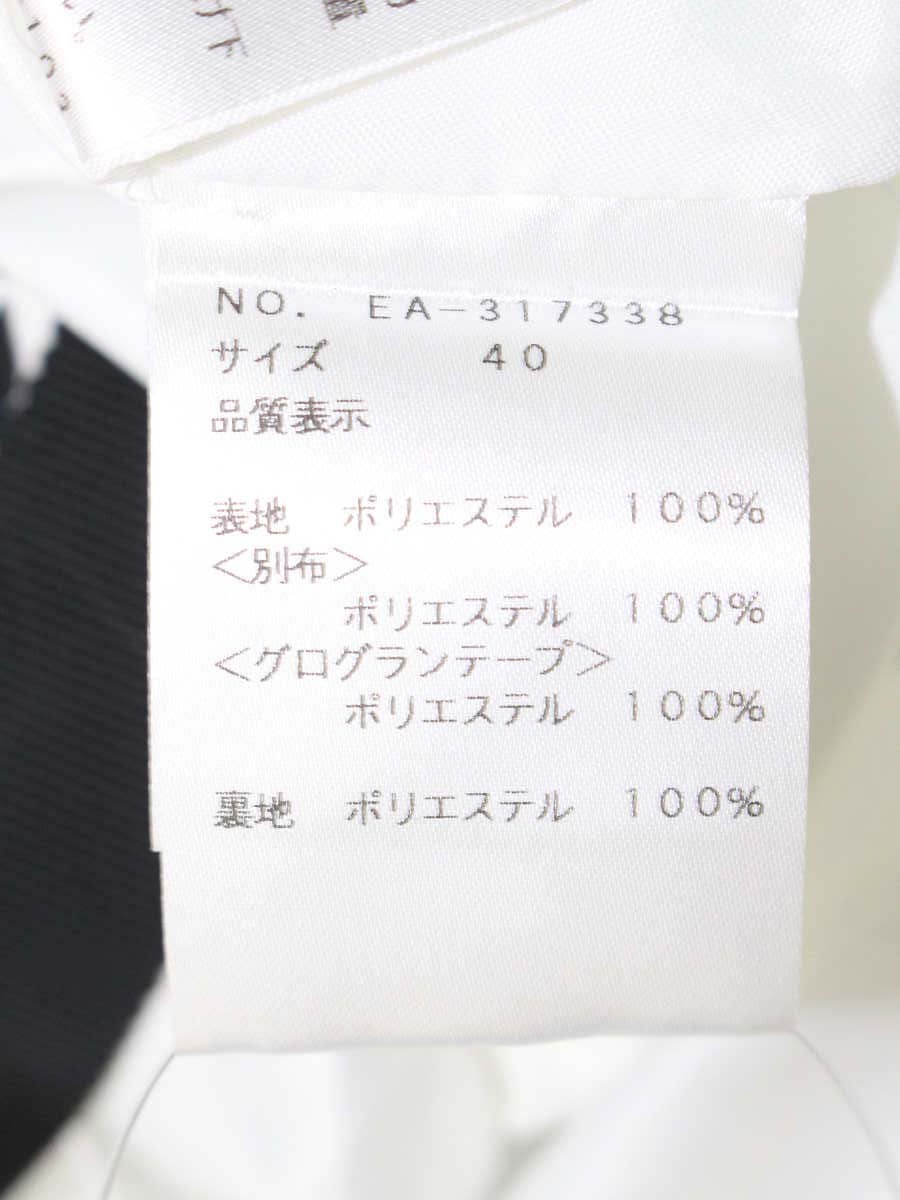 NO. EA-317338
サイズ 40
品質表示
表地 ポリエステル 100%
<別布>
ポリエステル 100%
<グログランテープ>
ポリエステル 100%
裏地 ポリエステル 100%